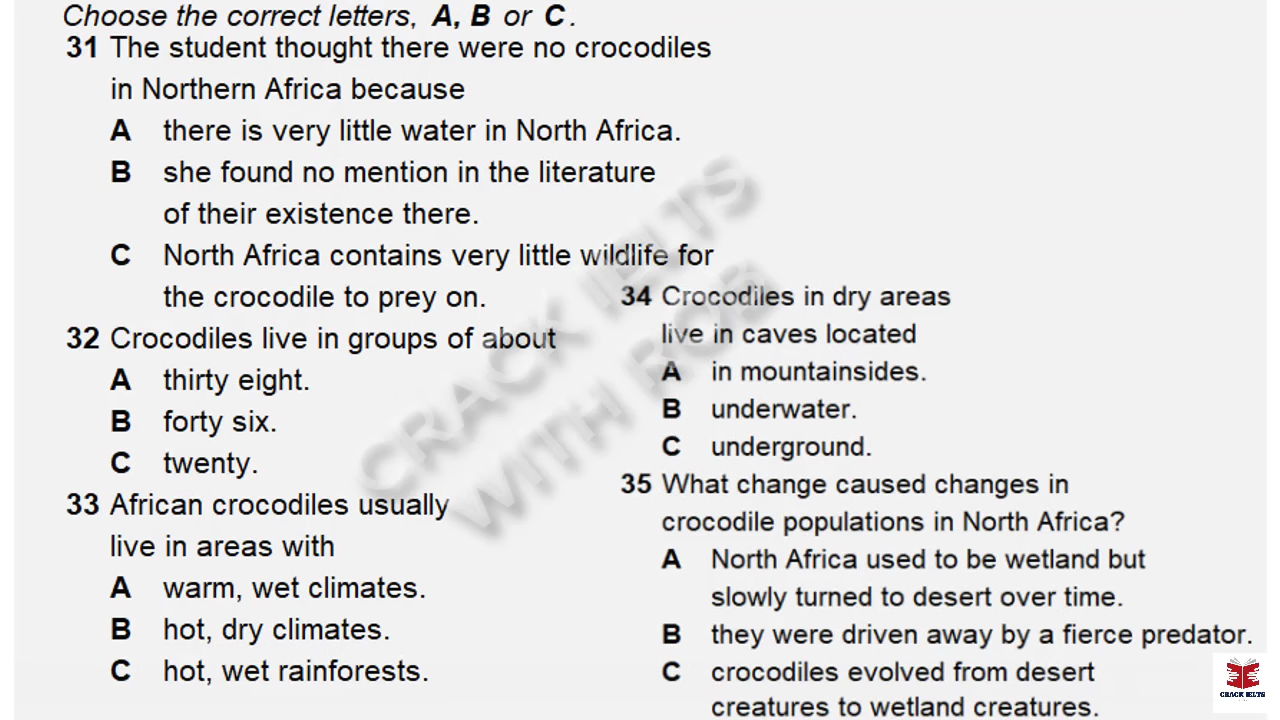 Choose the correct letters, A, B or C.
31 The student thought there were no crocodiles
in Northern Africa because
A there is very little water in North Africa.
B she found no mention in the literature
of their existence there.
C North Africa contains very little wildlife for
the crocodile to prey on.
32 Crocodiles live in groups of about
A thirty eight.
B forty six.
C twenty.
33 African crocodiles usually
live in areas with
A warm, wet climates.
B hot, dry climates.
C hot, wet rainforests.
34 Crocodiles in dry areas
live in caves located
A in mountainsides.
B underwater.
C underground.
35 What change caused changes in
crocodile populations in North Africa?
A North Africa used to be wetland but
slowly turned to desert over time.
B they were driven away by a fierce predator.
C crocodiles evolved from desert
creatures to wetland creatures.
CRACK IELTS
WITH ROB
CRACK IELTS